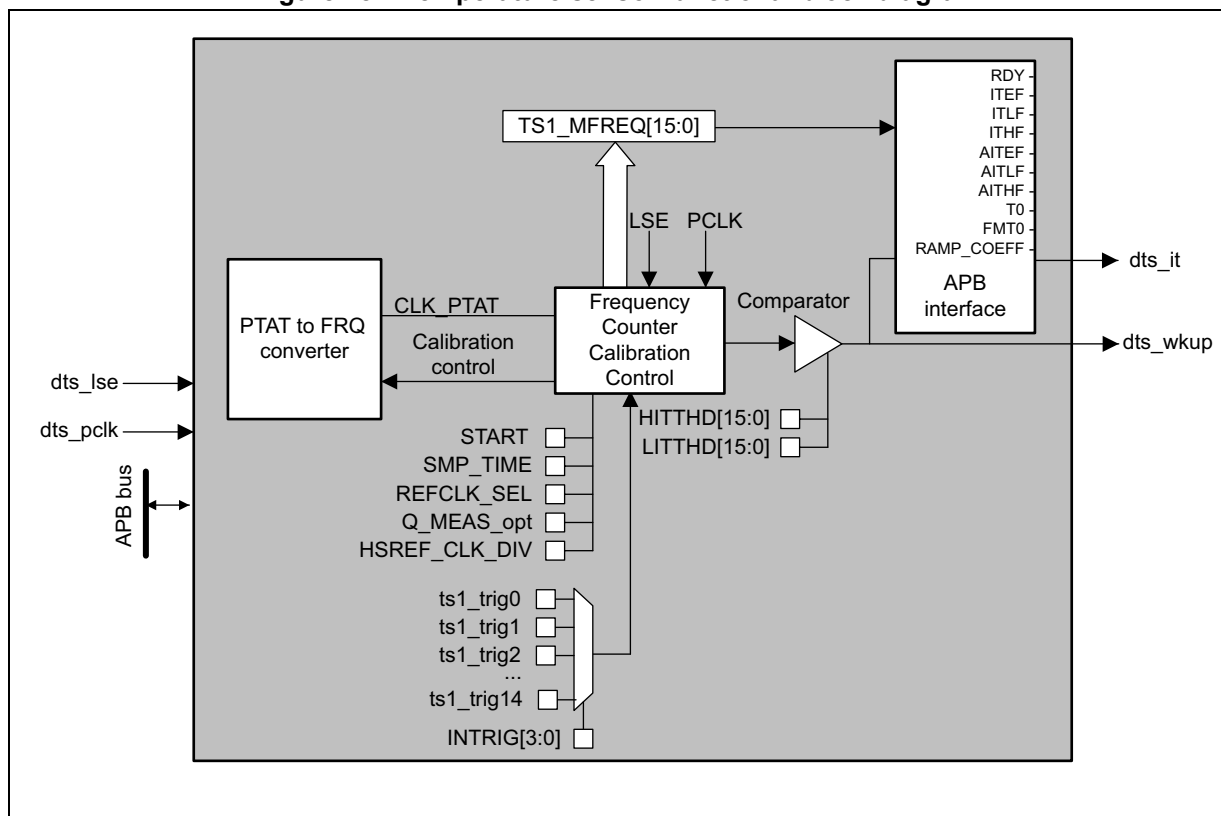 TS1_MFREQ[15:0]
RDY
ITEF
ITLF
ITHF
AITEF
AITLF
AITHF
T0
FMT0
RAMP_COEFF
APB
interface
LSE PCLK
dts_it
PTAT to FRQ
converter
CLK_PTAT
Calibration
control
Frequency
Counter
Calibration
Control
Comparator
dts_wkup
dts_lse
dts_pclk
APB bus
HITTHD[15:0]
LITTHD[15:0]
START
SMP_TIME
REFCLK_SEL
Q_MEAS_opt
HSREF_CLK_DIV
ts1_trig0
ts1_trig1
ts1_trig2
...
ts1_trig14
INTRIG[3:0]